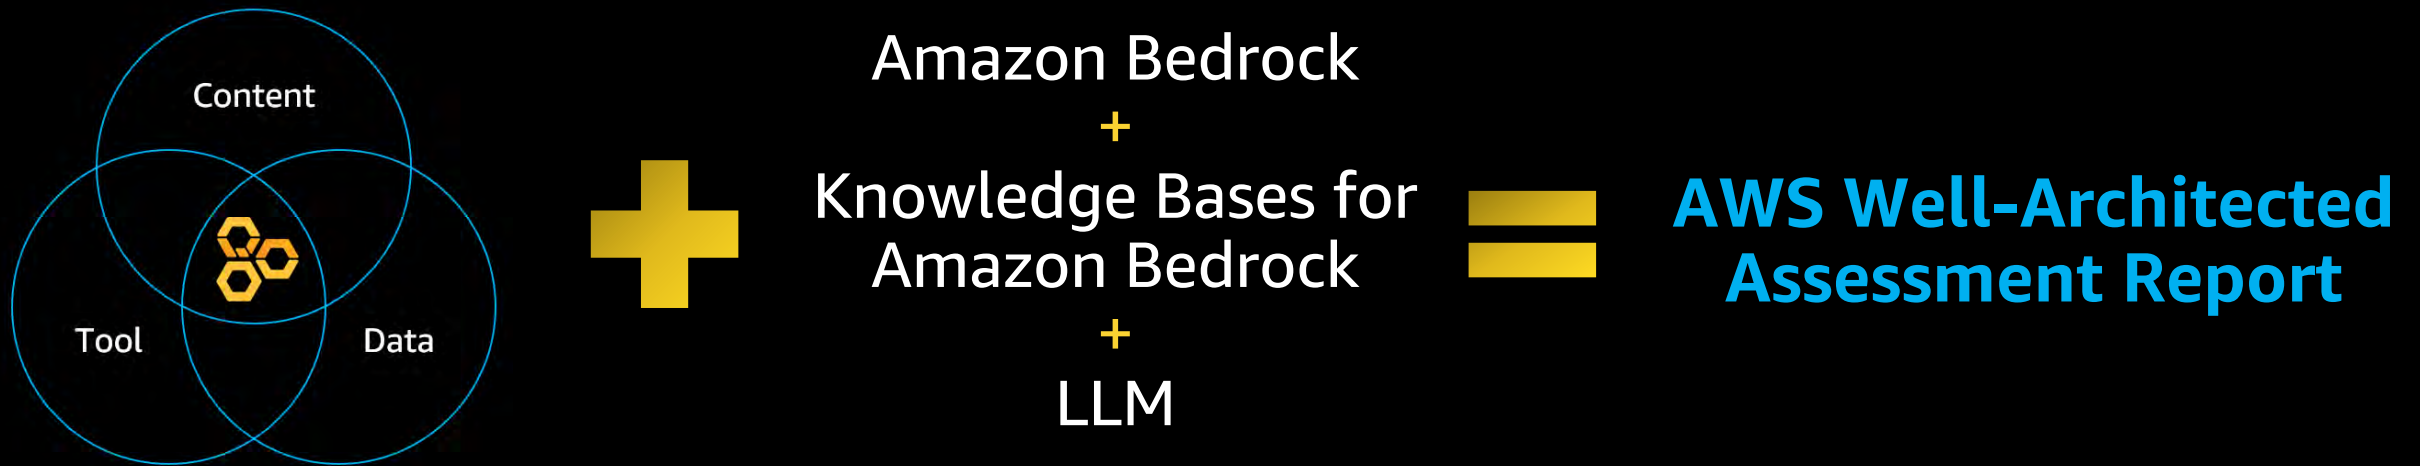 Content
Tool
Data
Amazon Bedrock
+
Knowledge Bases for
Amazon Bedrock
+
LLM
AWS Well-Architected
Assessment Report